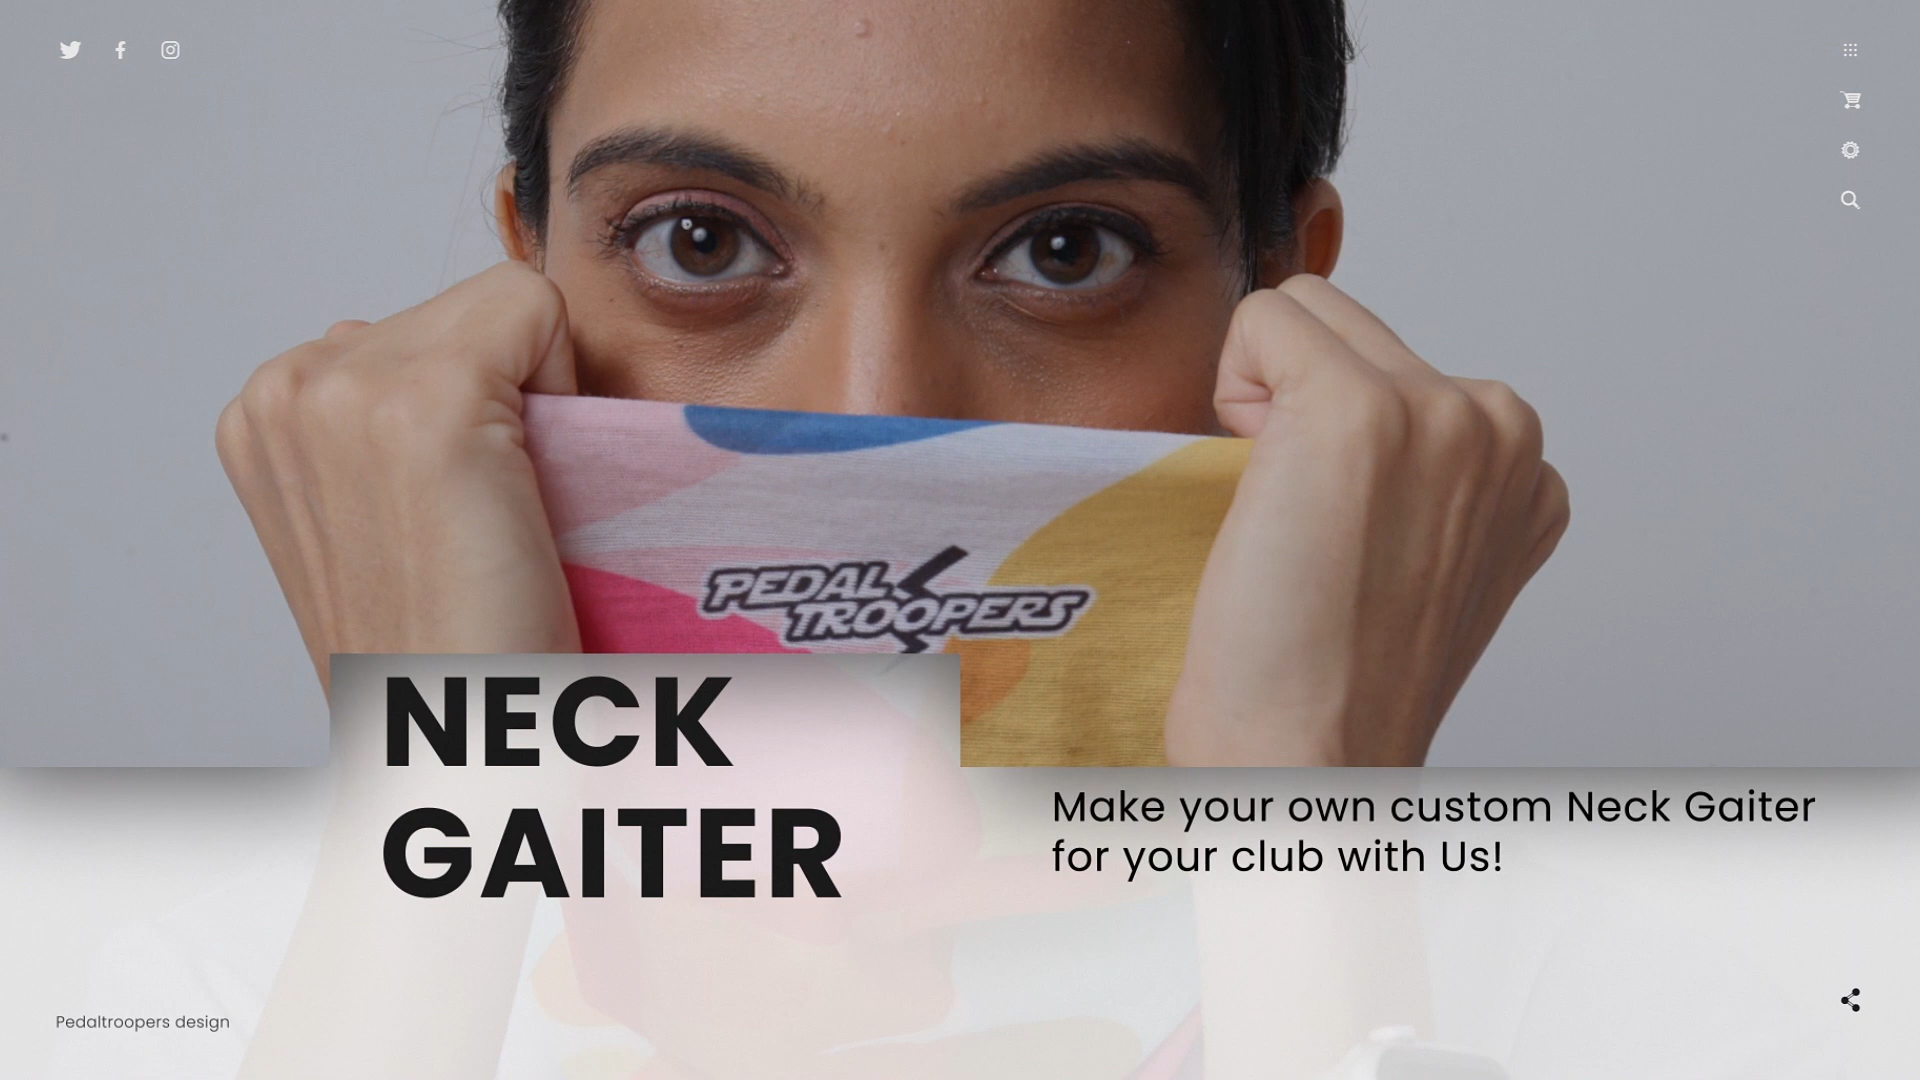 PEDAL
TROOPERS
NECK
GAITER
Make your own custom Neck Gaiter
for your club with Us!
Pedaltroopers design